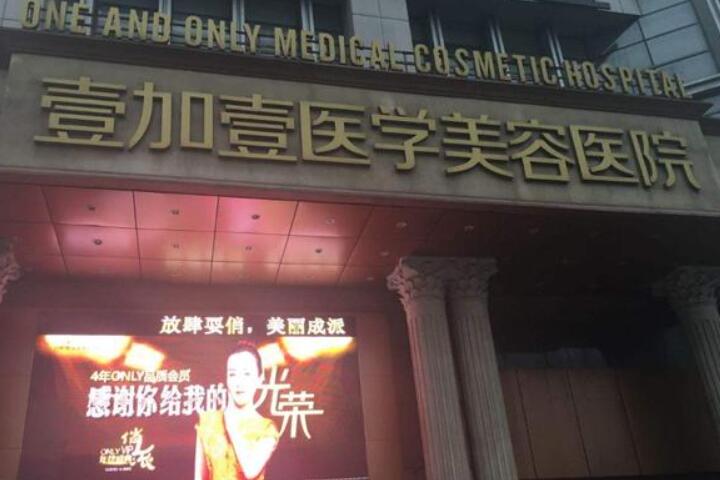 ONE AND ONLY MEDICAL COSMETIC HOSPITAL
壹加壹医学美容医院
放肆耍俏，美丽成派
4年ONLY品质会员
感谢你给我的
光荣
ONLY VIP